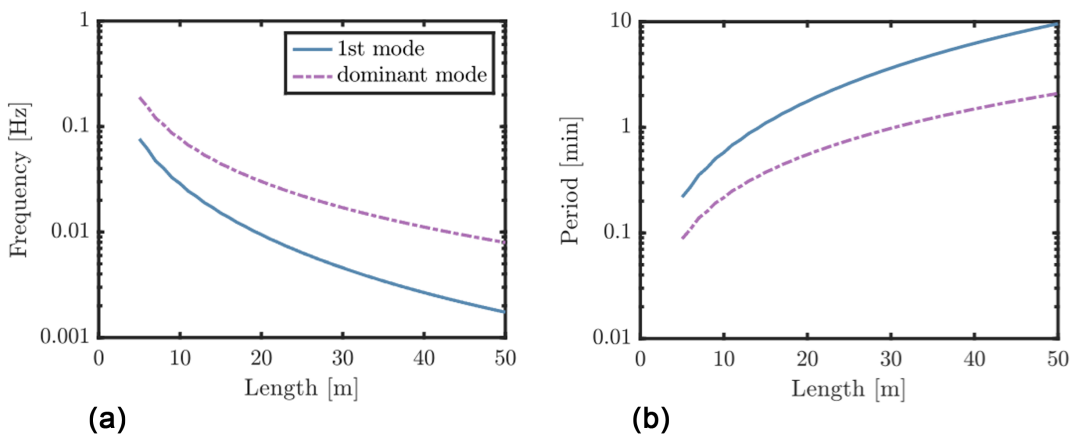 1
0.1
0.01
0.001
Frequency [Hz]
1st mode
dominant mode
0 10 20 30 40 50
Length [m]
(a)
10
1
0.1
0.01
Period [min]
0 10 20 30 40 50
Length [m]
(b)